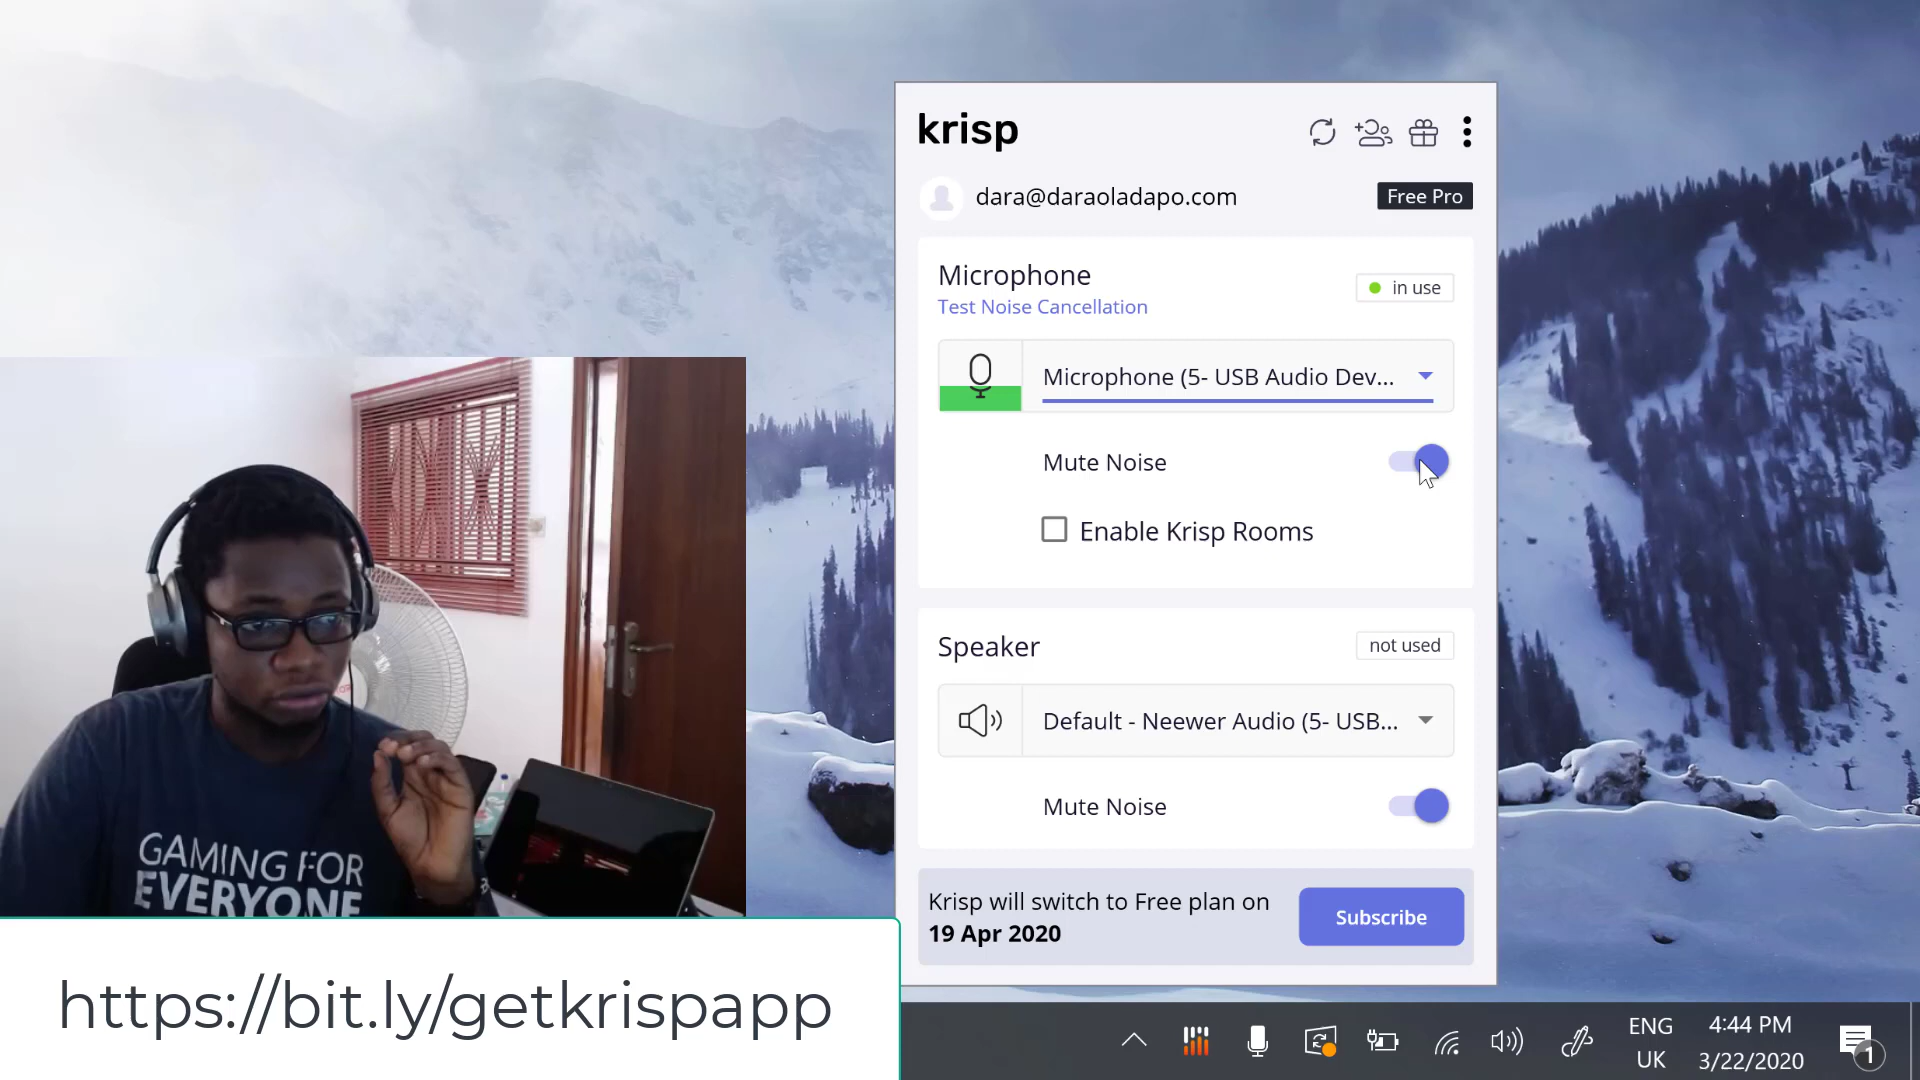 krisp
dara@daraoladapo.com
Free Pro
Microphone
in use
Test Noise Cancellation
Microphone (5- USB Audio Dev...
Mute Noise
Enable Krisp Rooms
Speaker
not used
Default - Neewer Audio (5- USB...
Mute Noise
Krisp will switch to Free plan on
19 Apr 2020
Subscribe
GAMING FOR
EVERYONE
https://bit.ly/getkrispapp
ENG
UK
4:44 PM
3/22/2020
1